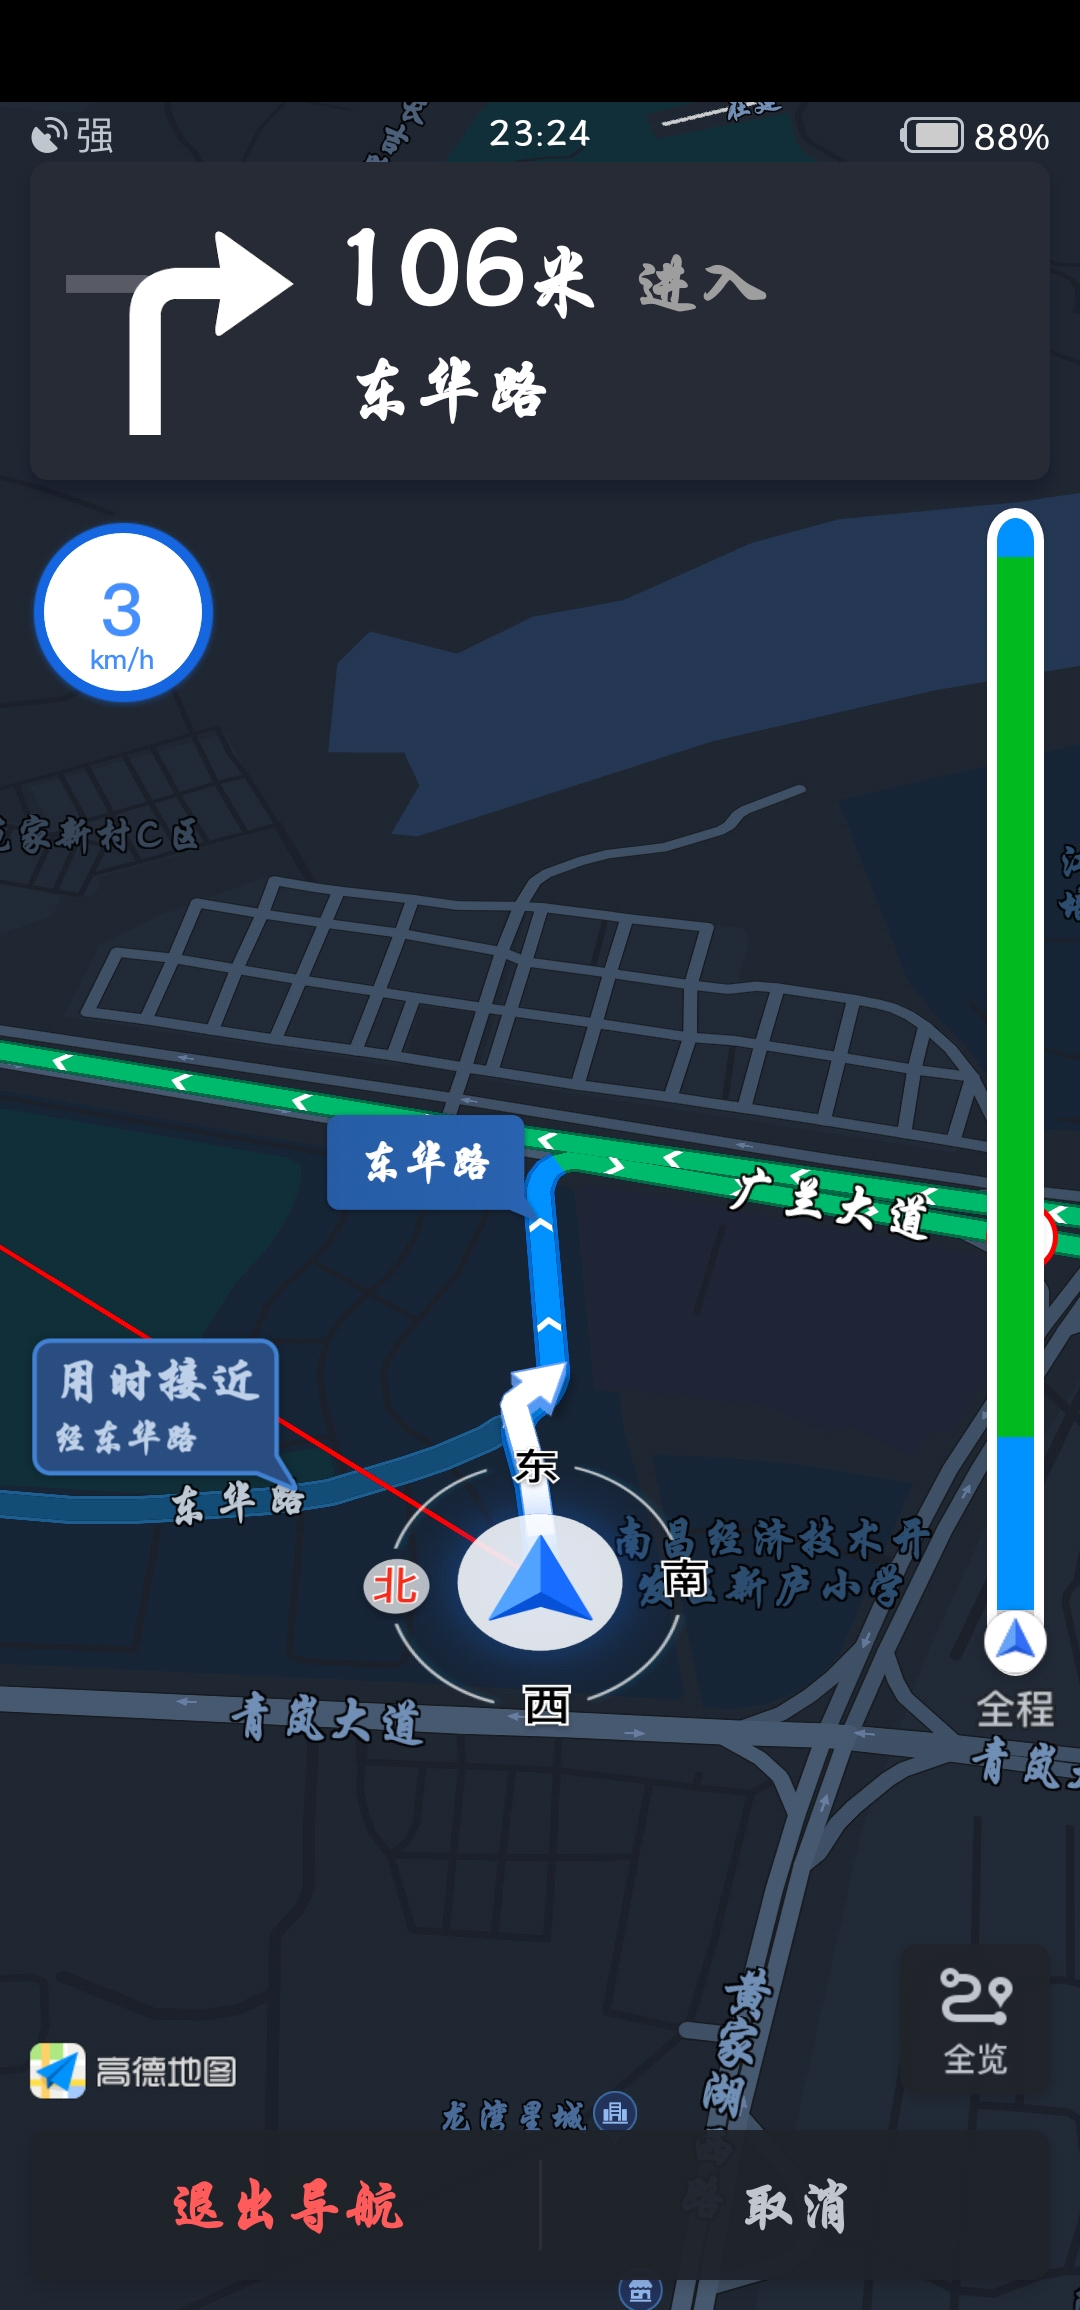 强
23:24
88%
106米 进入
东华路
3
km/h
家新村C区
东华路
广兰大道
用时接近
经东华路
东华路
东
北
南
西
南昌经济技术开
发区新庐小学
青岚大道
全程
青岚大
黄家湖西路
全览
高德地图
龙湾星城
退出导航
取消